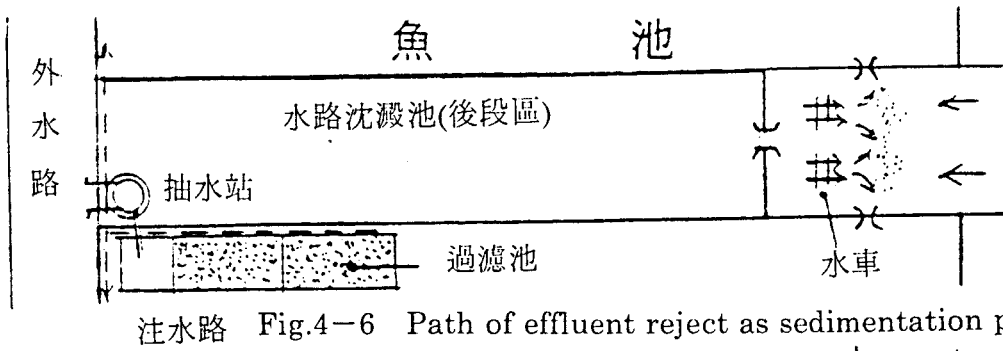 魚池
外水路
水路沈澱池(後段區)
抽水站
過濾池
水車
注水路 Fig.4-6 Path of effluent reject as sedimentation p